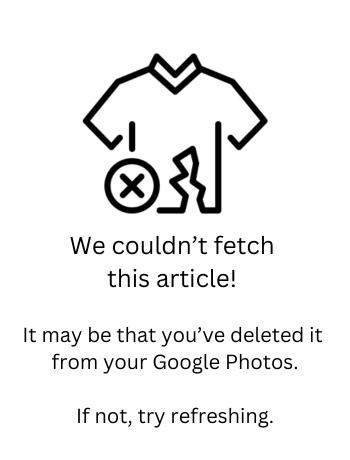 We couldn’t fetch
this article!
It may be that you’ve deleted it
from your Google Photos.
If not, try refreshing.